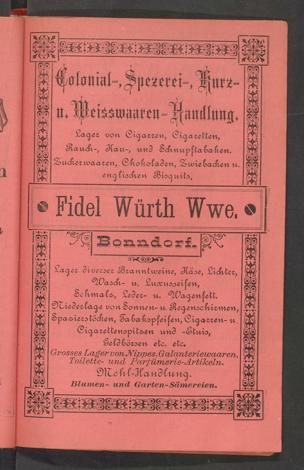 Colonial-, Spezerei-, Kurz-
u. Weisswaaren-Handlung.
Lager von Cigarren, Cigaretten,
Rauch-, Kau-, und Schnupftabaken.
Zuckerwaaren, Chokoladen, Zwiebacken u.
englischen Bisquits,
Fidel Würth Wwe.
Bonndorf.
Lager diverser Branntweine, Käse, Lichter,
Wasch- u. Luxusseifen,
Schmals, Leder- u. Wagenfett.
Niederlage von Sonnen- u. Regenschirmen,
Spazierstöcken, Tabakspfeifen, Cigarren- u.
Cigarettenspitzen und -Etuis,
Geldbörsen etc. etc.
Grosses Lager von Nippes, Galanteriewaaren,
Toilette- und Parfümerie-Artikeln.
Mehl-Handlung.
Blumen- und Garten-Sämereien.